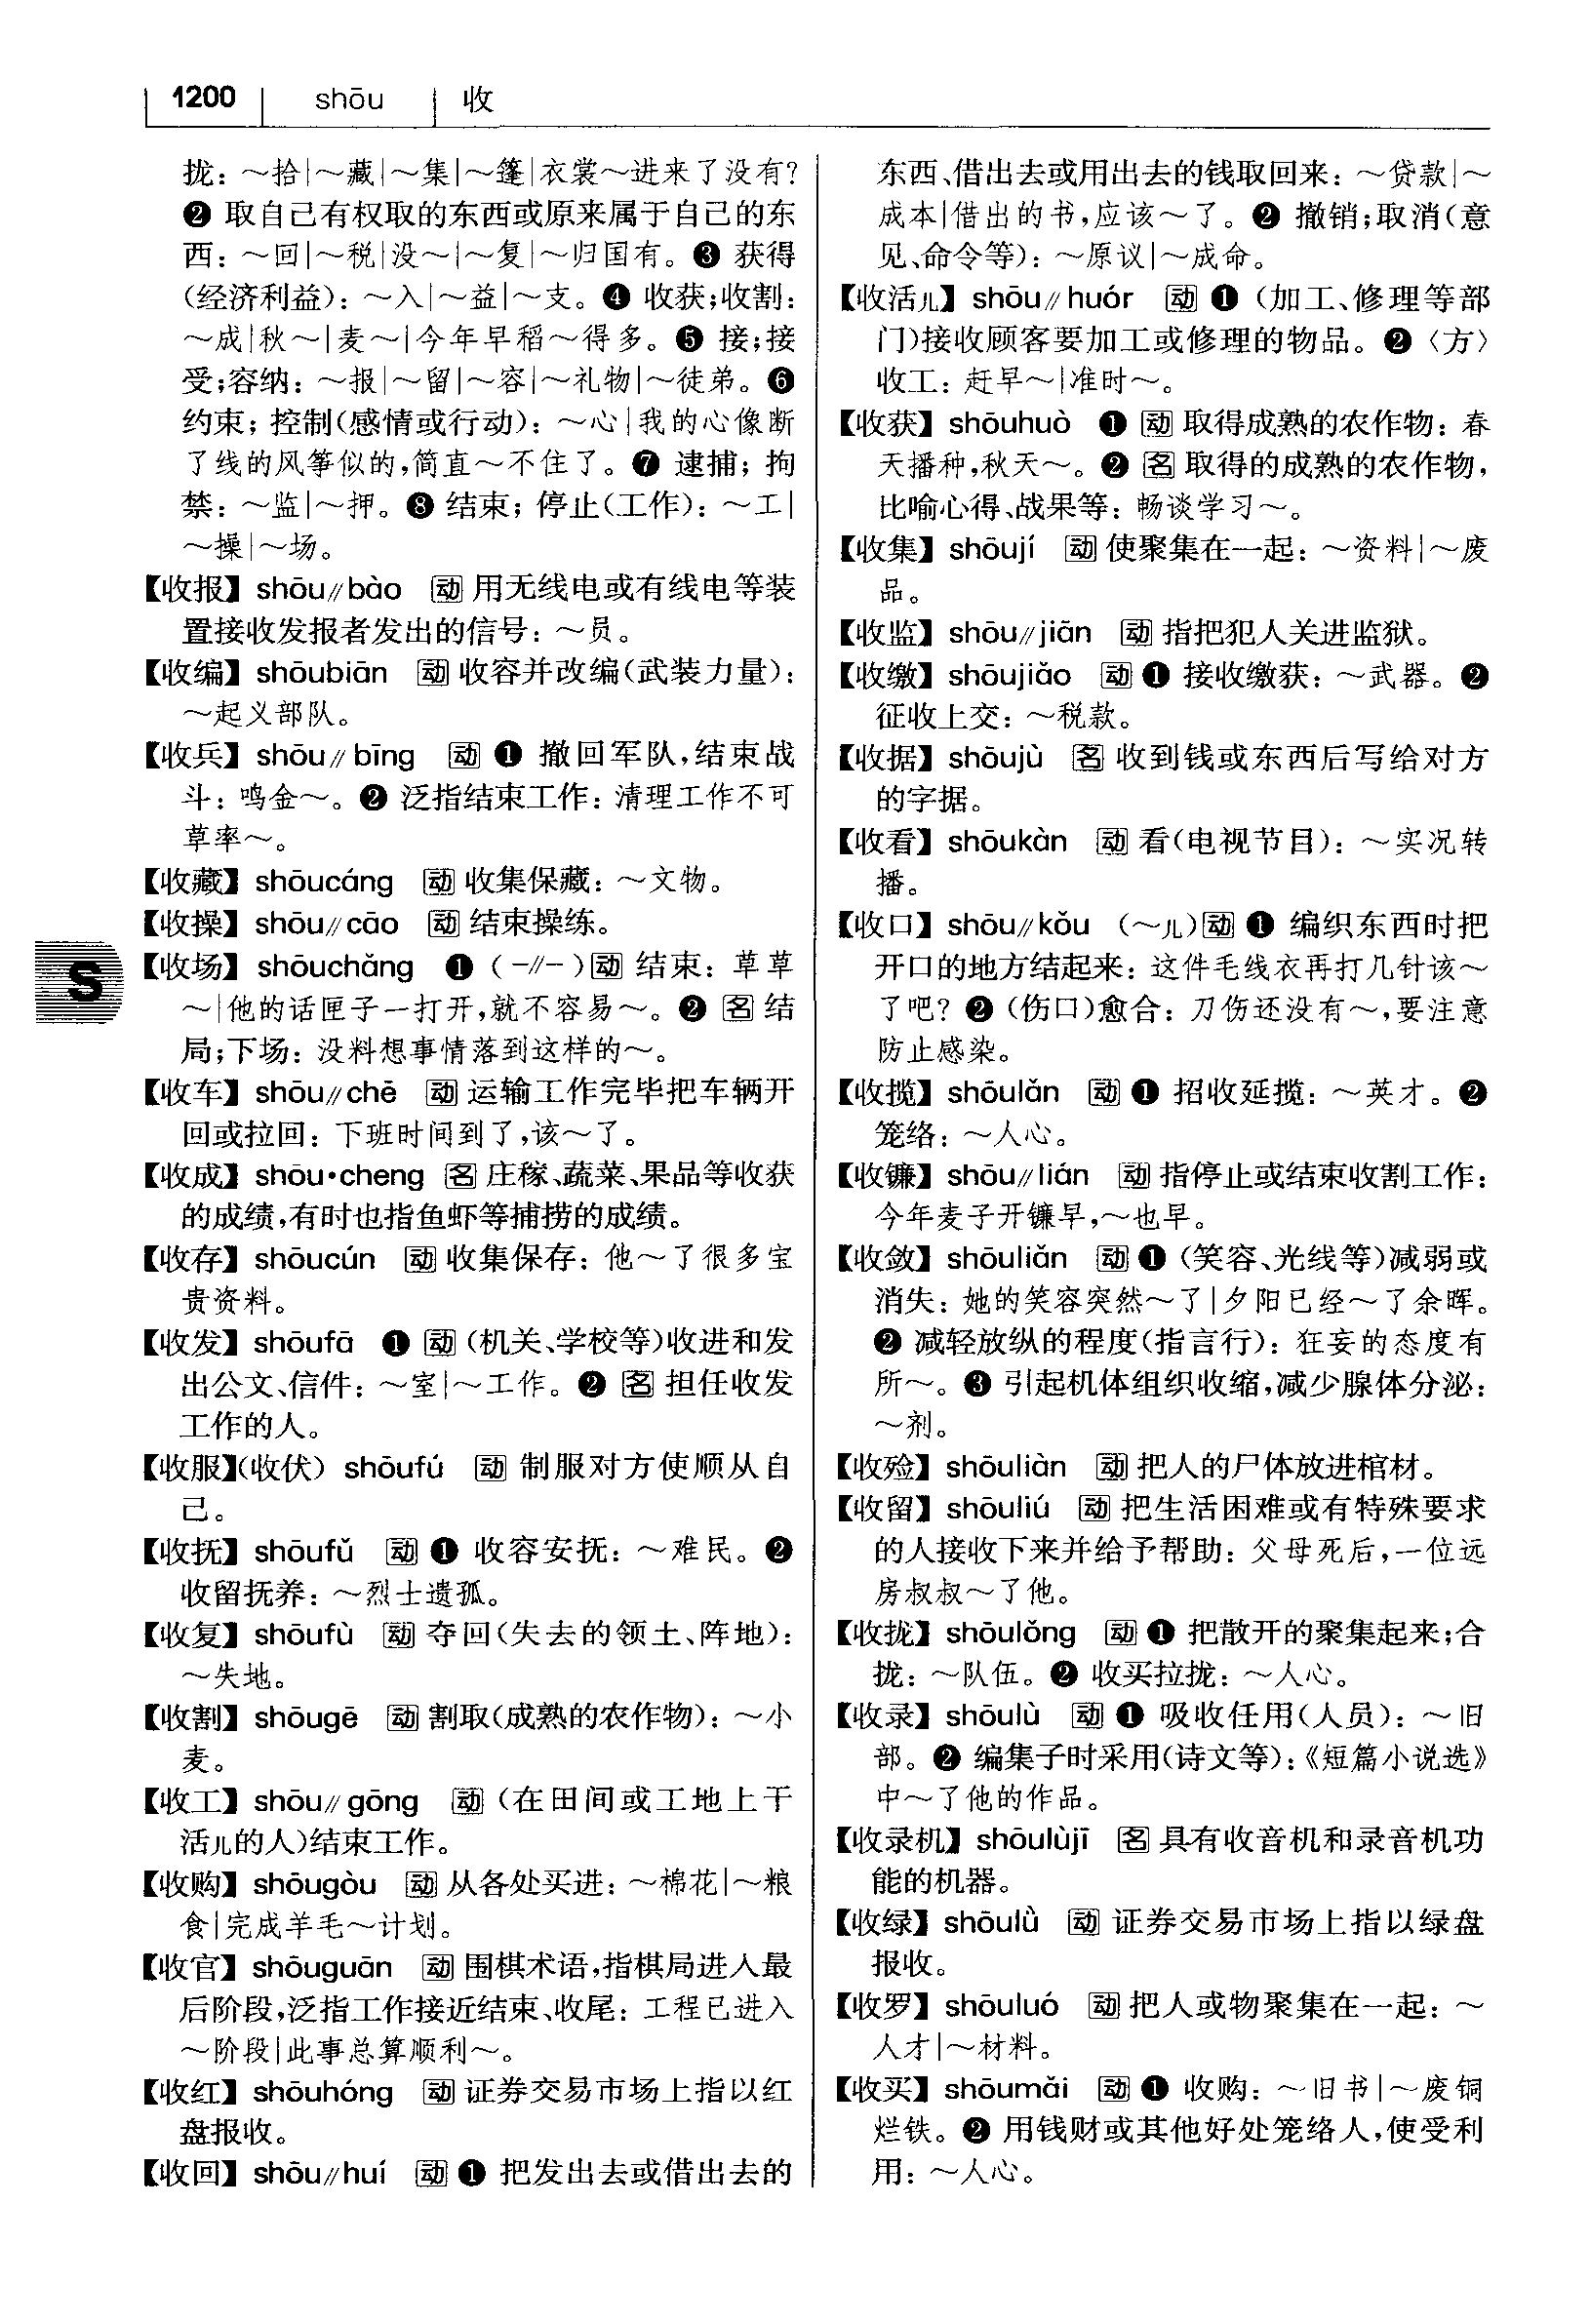 1200 shōu 收
拢：～拾|～藏|～集|～篷|衣裳～进来了没有？
❷ 取自己有权取的东西或原来属于自己的东
西：～回|～税|没～|～复|～归国有。❸ 获得
（经济利益）：～入|～益|～支。❹ 收获；收割：
～成|秋～|麦～|今年早稻～得多。❺ 接；接
受；容纳：～报|～留|～容|～礼物|～徒弟。❻
约束；控制（感情或行动）：～心|我的心像断
了线的风筝似的，简直～不住了。❼ 逮捕；拘
禁：～监|～押。❽ 结束；停止（工作）：～工|
～操|～场。
【收报】shōu∥bào 动 用无线电或有线电等装
置接收发报者发出的信号：～员。
【收编】shōubiān 动 收容并改编（武装力量）：
～起义部队。
【收兵】shōu∥bīng 动 ❶ 撤回军队，结束战
斗：鸣金～。❷ 泛指结束工作：清理工作不可
草率～。
【收藏】shōucáng 动 收集保藏：～文物。
【收操】shōu∥cāo 动 结束操练。
S
【收场】shōuchǎng ❶（-∥-）动 结束：草草
～|他的话匣子一打开，就不容易～。❷ 名 结
局；下场：没料想事情落到这样的～。
【收车】shōu∥chē 动 运输工作完毕把车辆开
回或拉回：下班时间到了，该～了。
【收成】shōu•cheng 名 庄稼、蔬菜、果品等收获
的成绩，有时也指鱼虾等捕捞的成绩。
【收存】shōucún 动 收集保存：他～了很多宝
贵资料。
【收发】shōufā ❶ 动（机关、学校等）收进和发
出公文、信件：～室|～工作。❷ 名 担任收发
工作的人。
【收服】（收伏）shōufú 动 制服对方使顺从自
己。
【收抚】shōufǔ 动 ❶ 收容安抚：～难民。❷
收留抚养：～烈士遗孤。
【收复】shōufù 动 夺回（失去的领土、阵地）：
～失地。
【收割】shōugē 动 割取（成熟的农作物）：～小
麦。
【收工】shōu∥gōng 动（在田间或工地上干
活儿的人）结束工作。
【收购】shōugòu 动 从各处买进：～棉花|～粮
食|完成羊毛～计划。
【收官】shōuguān 动 围棋术语，指棋局进入最
后阶段，泛指工作接近结束、收尾：工程已进入
～阶段|此事总算顺利～。
【收红】shōuhóng 动 证券交易市场上指以红
盘报收。
【收回】shōu∥huí 动 ❶ 把发出去或借出去的
东西、借出去或用出去的钱取回来：～贷款|～
成本|借出的书，应该～了。❷ 撤销；取消（意
见、命令等）：～原议|～成命。
【收活儿】shōu∥huór 动 ❶（加工、修理等部
门）接收顾客要加工或修理的物品。❷〈方〉
收工：赶早～|准时～。
【收获】shōuhuò ❶ 动 取得成熟的农作物：春
天播种，秋天～。❷ 名 取得的成熟的农作物，
比喻心得、战果等：畅谈学习～。
【收集】shōují 动 使聚集在一起：～资料|～废
品。
【收监】shōu∥jiān 动 指把犯人关进监狱。
【收缴】shōujiǎo 动 ❶ 接收缴获：～武器。❷
征收上交：～税款。
【收据】shōujù 名 收到钱或东西后写给对方
的字据。
【收看】shōukàn 动 看（电视节目）：～实况转
播。
【收口】shōu∥kǒu （～儿）动 ❶ 编织东西时把
开口的地方结起来：这件毛线衣再打几针该～
了吧？❷（伤口）愈合：刀伤还没有～，要注意
防止感染。
【收揽】shōulǎn 动 ❶ 招收延揽：～英才。❷
笼络：～人心。
【收镰】shōu∥lián 动 指停止或结束收割工作：
今年麦子开镰早，～也早。
【收敛】shōuliǎn 动 ❶（笑容、光线等）减弱或
消失：她的笑容突然～了|夕阳已经～了余晖。
❷ 减轻放纵的程度（指言行）：狂妄的态度有
所～。❸ 引起机体组织收缩，减少腺体分泌：
～剂。
【收殓】shōuliàn 动 把人的尸体放进棺材。
【收留】shōuliú 动 把生活困难或有特殊要求
的人接收下来并给予帮助：父母死后，一位远
房叔叔～了他。
【收拢】shōulǒng 动 ❶ 把散开的聚集起来；合
拢：～队伍。❷ 收买拉拢：～人心。
【收录】shōulù 动 ❶ 吸收任用（人员）：～旧
部。❷ 编集子时采用（诗文等）：《短篇小说选》
中～了他的作品。
【收录机】shōulùjī 名 具有收音机和录音机功
能的机器。
【收绿】shōulǜ 动 证券交易市场上指以绿盘
报收。
【收罗】shōuluó 动 把人或物聚集在一起：～
人才|～材料。
【收买】shōumǎi 动 ❶ 收购：～旧书|～废铜
烂铁。❷ 用钱财或其他好处笼络人，使受利
用：～人心。